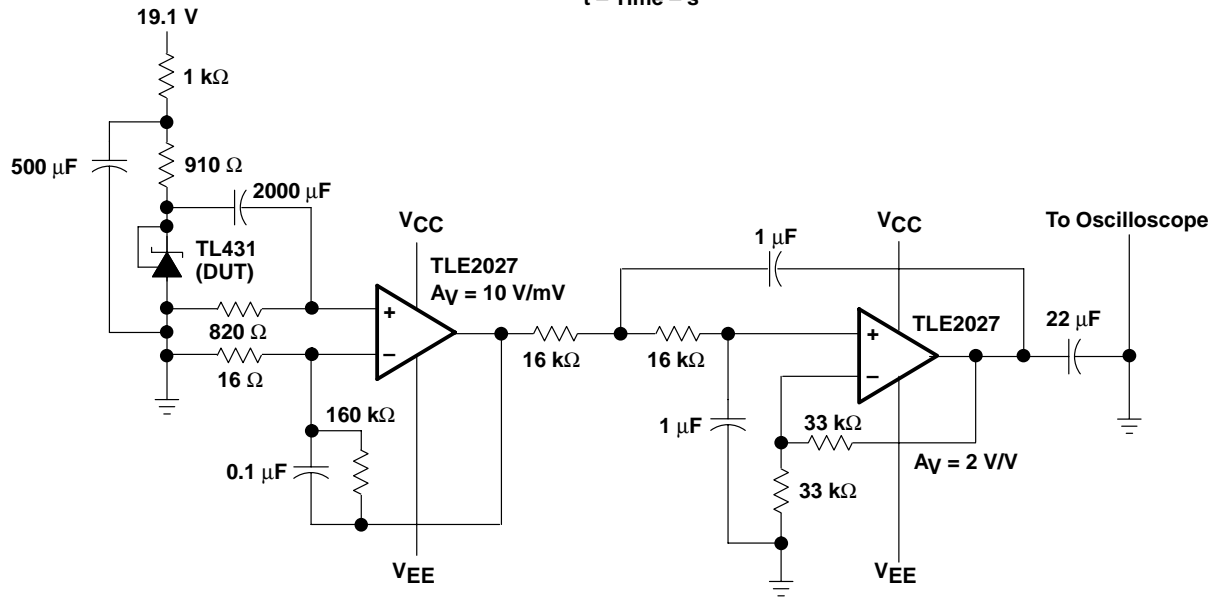 t – Time – s
19.1 V
1 kΩ
500 μF
910 Ω
2000 μF
TL431
(DUT)
820 Ω
16 Ω
VCC
TLE2027
AV = 10 V/mV
+
–
160 kΩ
0.1 μF
VEE
16 kΩ
16 kΩ
1 μF
1 μF
VCC
TLE2027
+
–
33 kΩ
AV = 2 V/V
33 kΩ
VEE
22 μF
To Oscilloscope